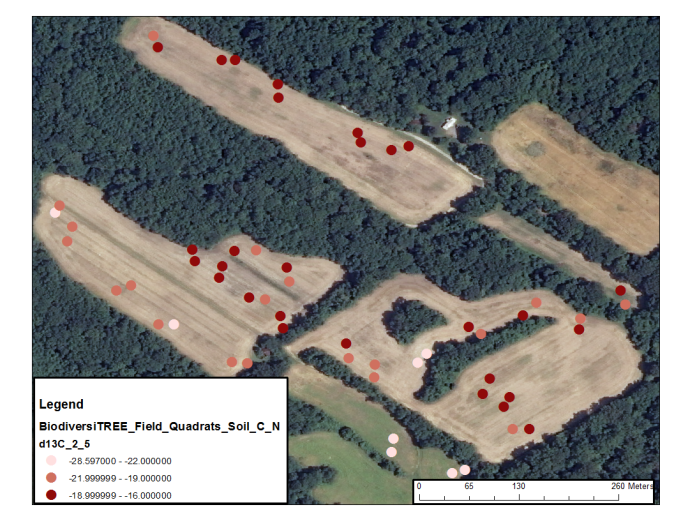 Legend
BiodiversiTREE_Field_Quadrats_Soil_C_N
d13C_2_5
-28.597000 - -22.000000
-21.999999 - -19.000000
-18.999999 - -16.000000
0 65 130 260 Meters